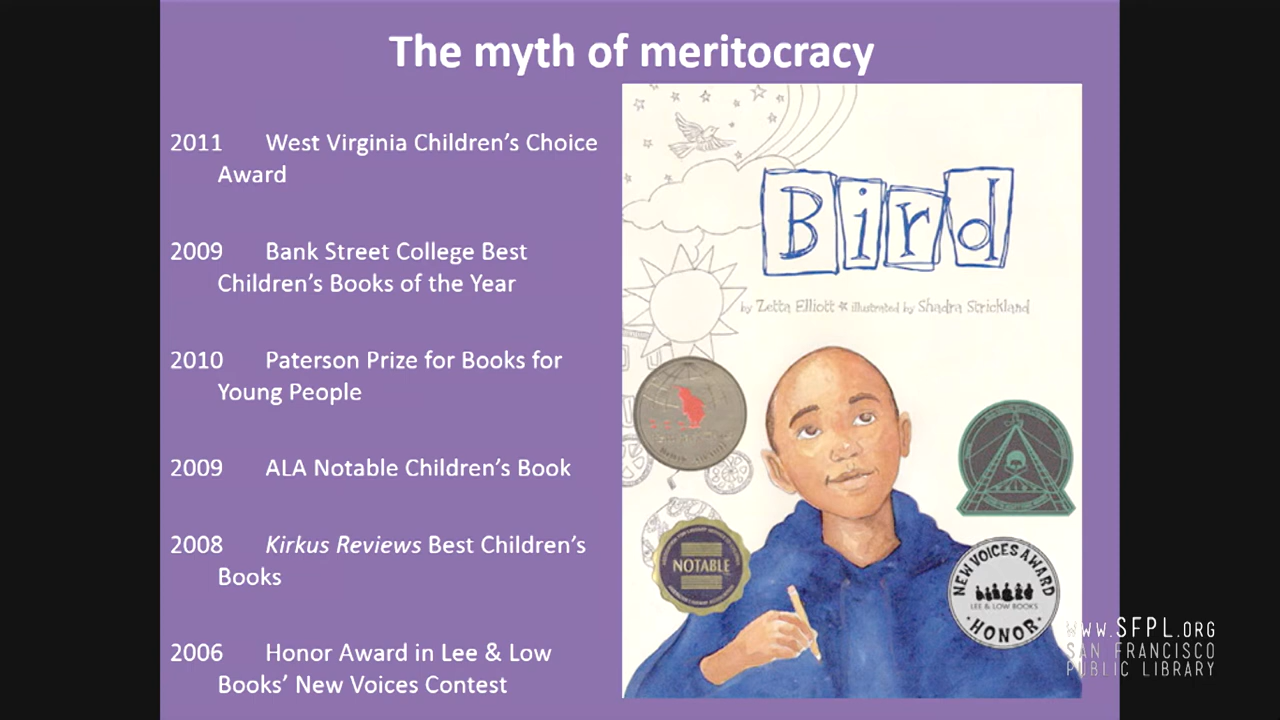 The myth of meritocracy
2011 West Virginia Children's Choice
Award
2009 Bank Street College Best
Children's Books of the Year
2010 Paterson Prize for Books for
Young People
2009 ALA Notable Children's Book
2008 Kirkus Reviews Best Children's
Books
2006 Honor Award in Lee & Low
Books' New Voices Contest
Bird
by Zetta Elliott ★ illustrated by Shadra Strickland
NOTABLE
NEW VOICES AWARD
LEE & LOW BOOKS
HONOR
WWW.SFPL.ORG
SAN FRANCISCO
PUBLIC LIBRARY